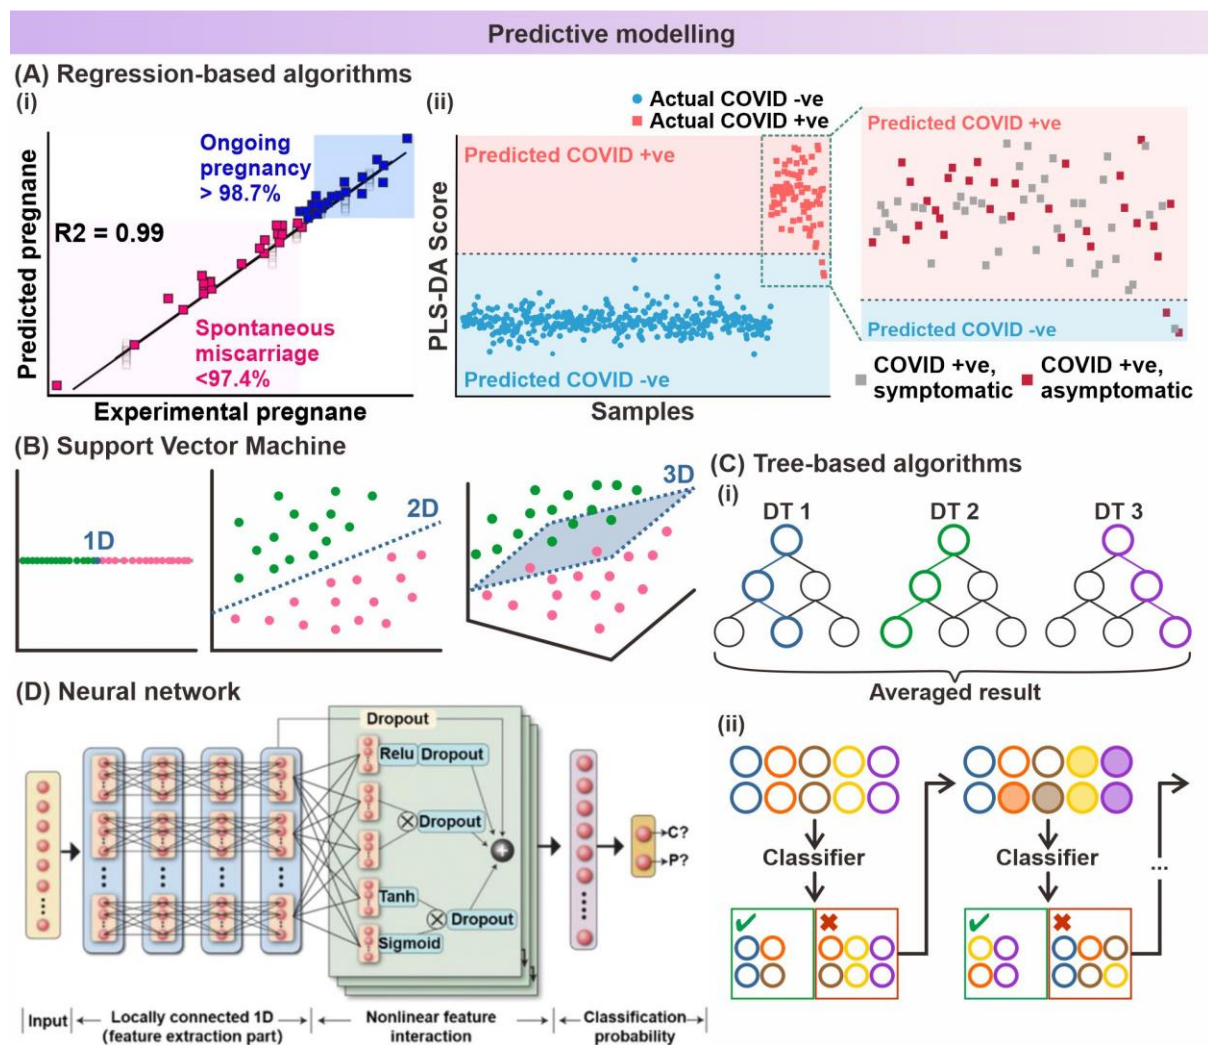 Predictive modelling
(A) Regression-based algorithms
(i)
Ongoing
pregnancy
> 98.7%
R2 = 0.99
Spontaneous
miscarriage
<97.4%
Predicted pregnane
Experimental pregnane
(ii)
Actual COVID -ve
Actual COVID +ve
Predicted COVID +ve
Predicted COVID -ve
PLS-DA Score
Samples
Predicted COVID +ve
Predicted COVID -ve
COVID +ve,
symptomatic
COVID +ve,
asymptomatic
(B) Support Vector Machine
1D
2D
3D
(C) Tree-based algorithms
(i)
DT 1
DT 2
DT 3
Averaged result
(ii)
Classifier
Classifier
...
(D) Neural network
Dropout
Relu
Dropout
Dropout
Tanh
Dropout
Sigmoid
C?
P?
Input
Locally connected 1D
(feature extraction part)
Nonlinear feature
interaction
Classification
probability